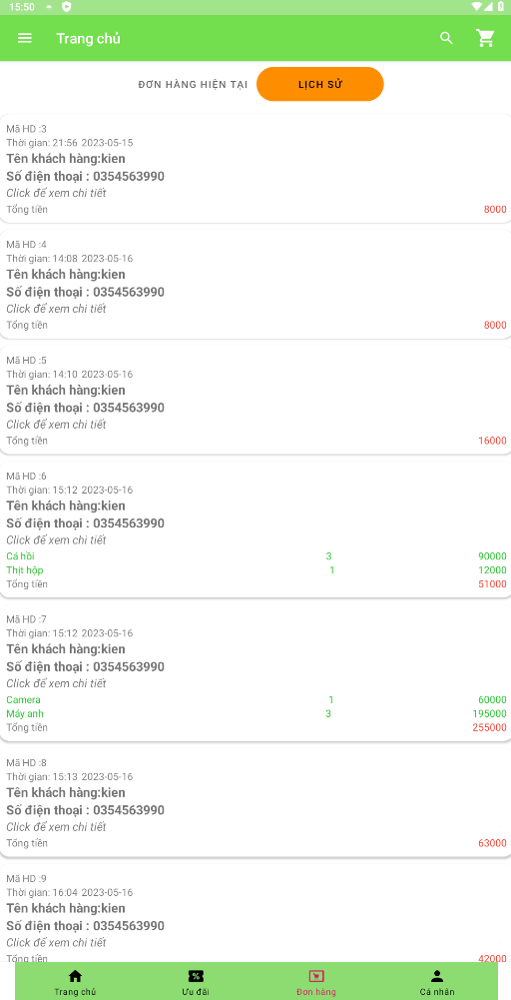 15:50
Trang chủ
ĐƠN HÀNG HIỆN TẠI LỊCH SỬ
Mã HD :3
Thời gian: 21:56 2023-05-15
Tên khách hàng:kien
Số điện thoại : 0354563990
Click để xem chi tiết
Tổng tiền 8000
Mã HD :4
Thời gian: 14:08 2023-05-16
Tên khách hàng:kien
Số điện thoại : 0354563990
Click để xem chi tiết
Tổng tiền 8000
Mã HD :5
Thời gian: 14:10 2023-05-16
Tên khách hàng:kien
Số điện thoại : 0354563990
Click để xem chi tiết
Tổng tiền 16000
Mã HD :6
Thời gian: 15:12 2023-05-16
Tên khách hàng:kien
Số điện thoại : 0354563990
Click để xem chi tiết
Cá hồi 3 90000
Thịt hộp 1 12000
Tổng tiền 51000
Mã HD :7
Thời gian: 15:12 2023-05-16
Tên khách hàng:kien
Số điện thoại : 0354563990
Click để xem chi tiết
Camera 1 60000
Máy anh 3 195000
Tổng tiền 255000
Mã HD :8
Thời gian: 15:13 2023-05-16
Tên khách hàng:kien
Số điện thoại : 0354563990
Click để xem chi tiết
Tổng tiền 63000
Mã HD :9
Thời gian: 16:04 2023-05-16
Tên khách hàng:kien
Số điện thoại : 0354563990
Click để xem chi tiết
Tổng tiền 42000
Trang chủ Ưu đãi Đơn hàng Cá nhân